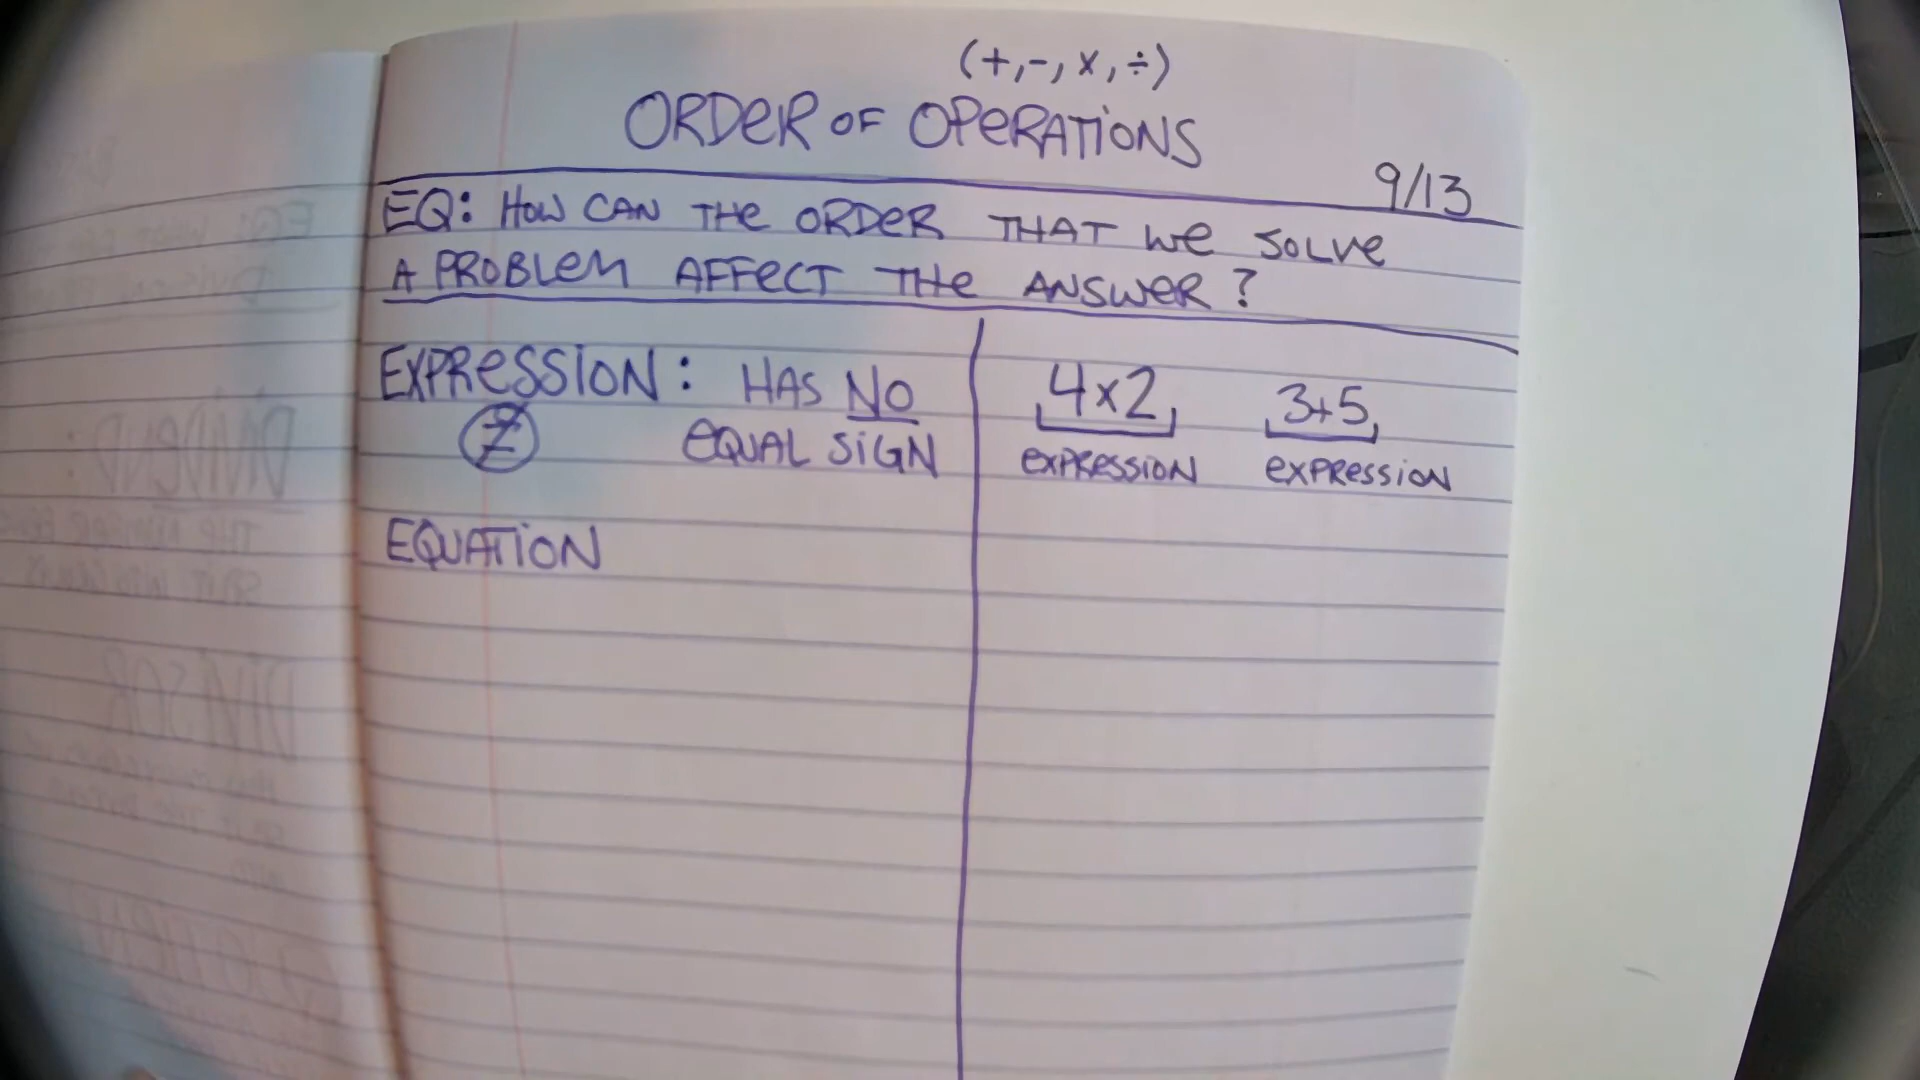 (+,-,x,÷)
ORDER OF OPERATIONS
9/13
EQ: HOW CAN THE ORDER THAT WE SOLVE
A PROBLEM AFFECT THE ANSWER?
EXPRESSION: HAS NO
≠ EQUAL SIGN
4x2 3+5
EXPRESSION EXPRESSION
EQUATION